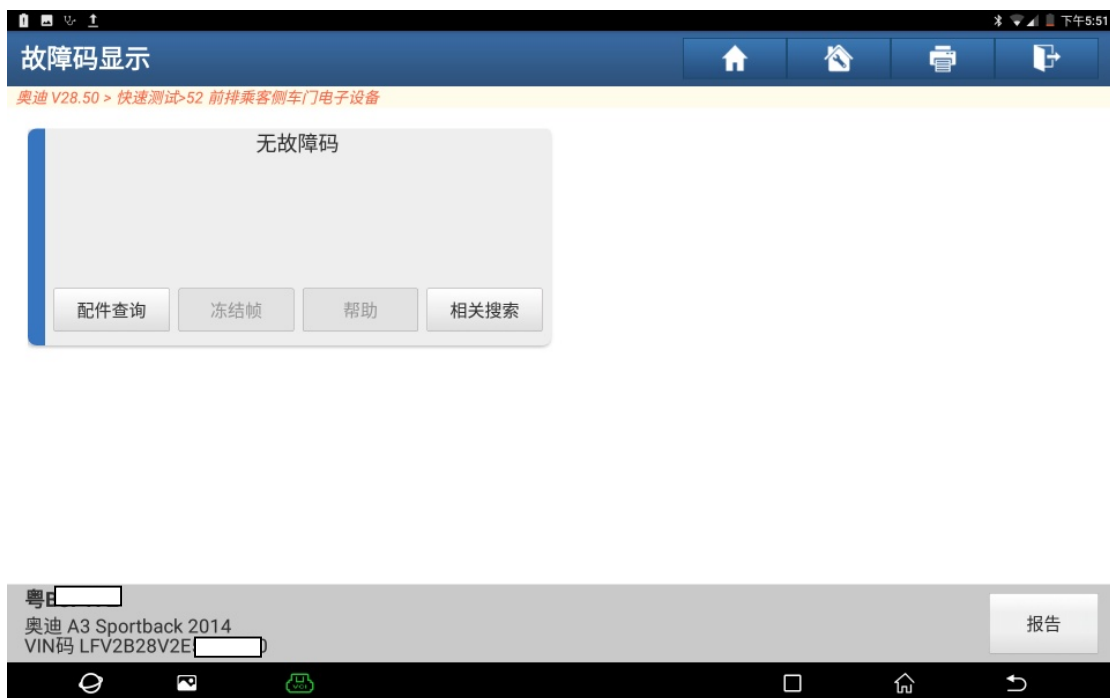 下午5:51
故障码显示
奥迪 V28.50 > 快速测试>52 前排乘客侧车门电子设备
无故障码
配件查询
冻结帧
帮助
相关搜索
粤
奥迪 A3 Sportback 2014
VIN码 LFV2B28V2E
报告
VCI